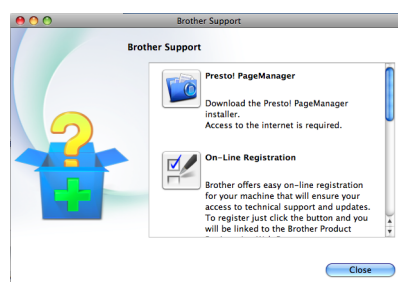 Brother Support
Brother Support
Presto! PageManager
Download the Presto! PageManager
installer.
Access to the internet is required.
On-Line Registration
Brother offers easy on-line registration
for your machine that will ensure your
access to technical support and updates.
To register just click the button and you
will be linked to the Brother Product
Close